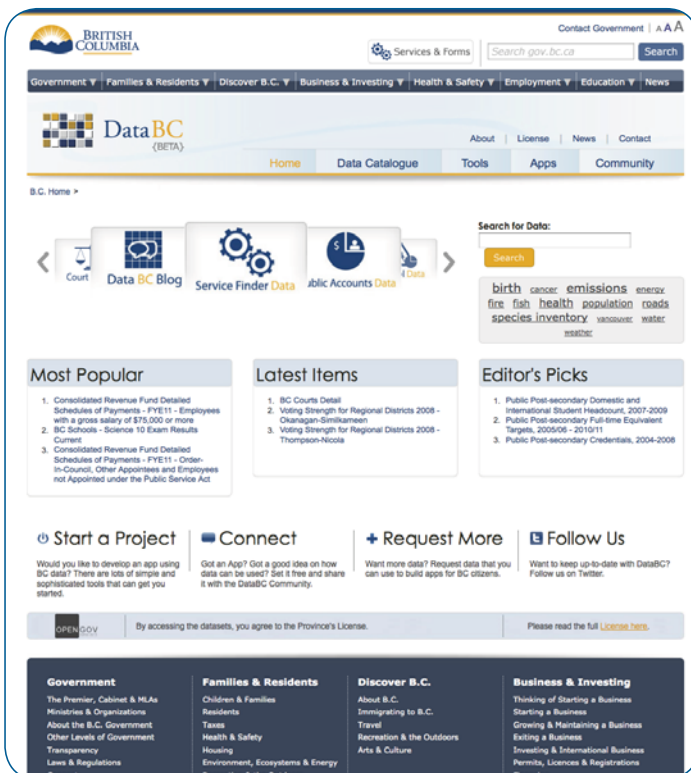 BRITISH
COLUMBIA
Contact Government | A A A
Services & Forms
Search gov.bc.ca
Search
Government Families & Residents Discover B.C. Business & Investing Health & Safety Employment Education News
DataBC
{BETA}
About | License | News | Contact
Home Data Catalogue Tools Apps Community
B.C. Home >
Court
Data BC Blog
Service Finder Data
ublic Accounts Data
Data
Search for Data:
Search
birth cancer emissions energy
fire fish health population roads
species inventory vancouver water
weather
Most Popular
1. Consolidated Revenue Fund Detailed
Schedules of Payments - FYE11 - Employees
with a gross salary of $75,000 or more
2. BC Schools - Science 10 Exam Results
Current
3. Consolidated Revenue Fund Detailed
Schedules of Payments - FYE11 - Order-
In-Council, Other Appointees and Employees
not Appointed under the Public Service Act
Latest Items
1. BC Courts Detail
2. Voting Strength for Regional Districts 2008 -
Okanagan-Similkameen
3. Voting Strength for Regional Districts 2008 -
Thompson-Nicola
Editor's Picks
1. Public Post-secondary Domestic and
International Student Headcount, 2007-2009
2. Public Post-secondary Full-time Equivalent
Targets, 2005/06 - 2010/11
3. Public Post-secondary Credentials, 2004-2008
Start a Project
Would you like to develop an app using
BC data? There are lots of simple and
sophisticated tools that can get you
started.
Connect
Got an App? Got a good idea on how
data can be used? Set it free and share
it with the DataBC Community.
Request More
Want more data? Request data that you
can use to build apps for BC citizens.
Follow Us
Want to keep up-to-date with DataBC?
Follow us on Twitter.
OPEN GOV
By accessing the datasets, you agree to the Province's License.
Please read the full License here.
Government
The Premier, Cabinet & MLAs
Ministries & Organizations
About the B.C. Government
Other Levels of Government
Transparency
Laws & Regulations
Families & Residents
Children & Families
Residents
Taxes
Health & Safety
Housing
Environment, Ecosystems & Energy
Discover B.C.
About B.C.
Immigrating to B.C.
Travel
Recreation & the Outdoors
Arts & Culture
Business & Investing
Thinking of Starting a Business
Starting a Business
Growing & Maintaining a Business
Exiting a Business
Investing & International Business
Permits, Licences & Registrations